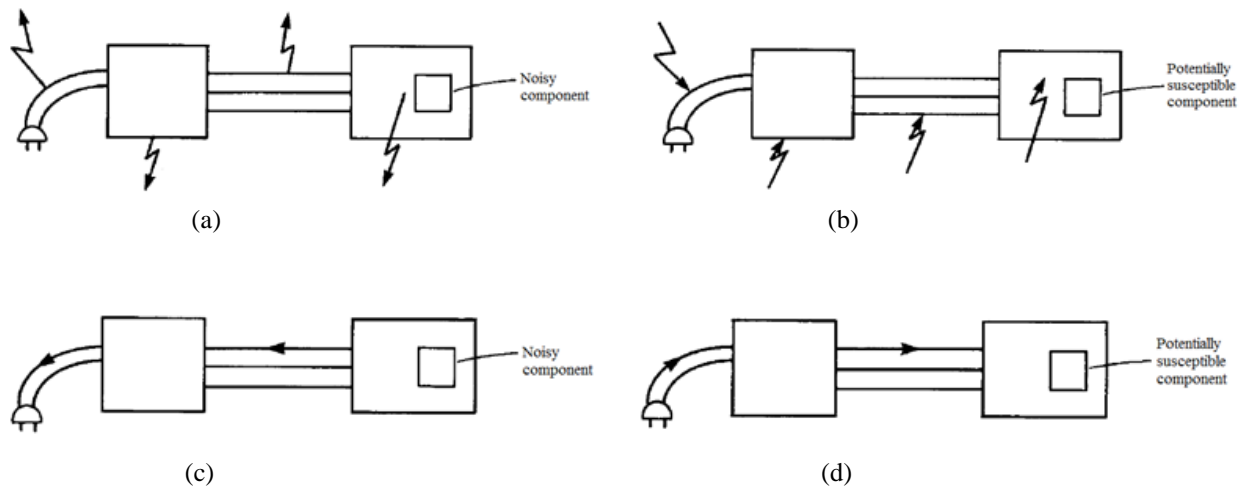 Noisy
component
Potentially
susceptible
component
(a)
(b)
Noisy
component
Potentially
susceptible
component
(c)
(d)